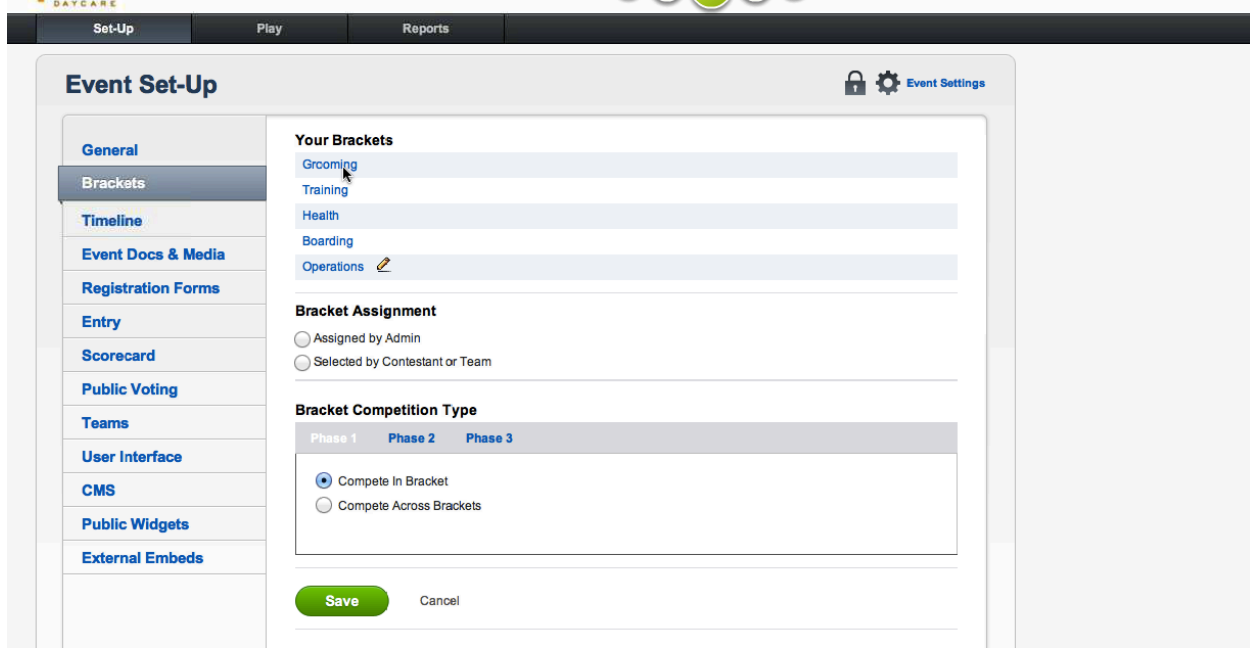 DAYCARE
Set-Up Play Reports
Event Set-Up
Event Settings
General
Brackets
Timeline
Event Docs & Media
Registration Forms
Entry
Scorecard
Public Voting
Teams
User Interface
CMS
Public Widgets
External Embeds
Your Brackets
Grooming
Training
Health
Boarding
Operations
Bracket Assignment
Assigned by Admin
Selected by Contestant or Team
Bracket Competition Type
Phase 1 Phase 2 Phase 3
Compete In Bracket
Compete Across Brackets
Save Cancel